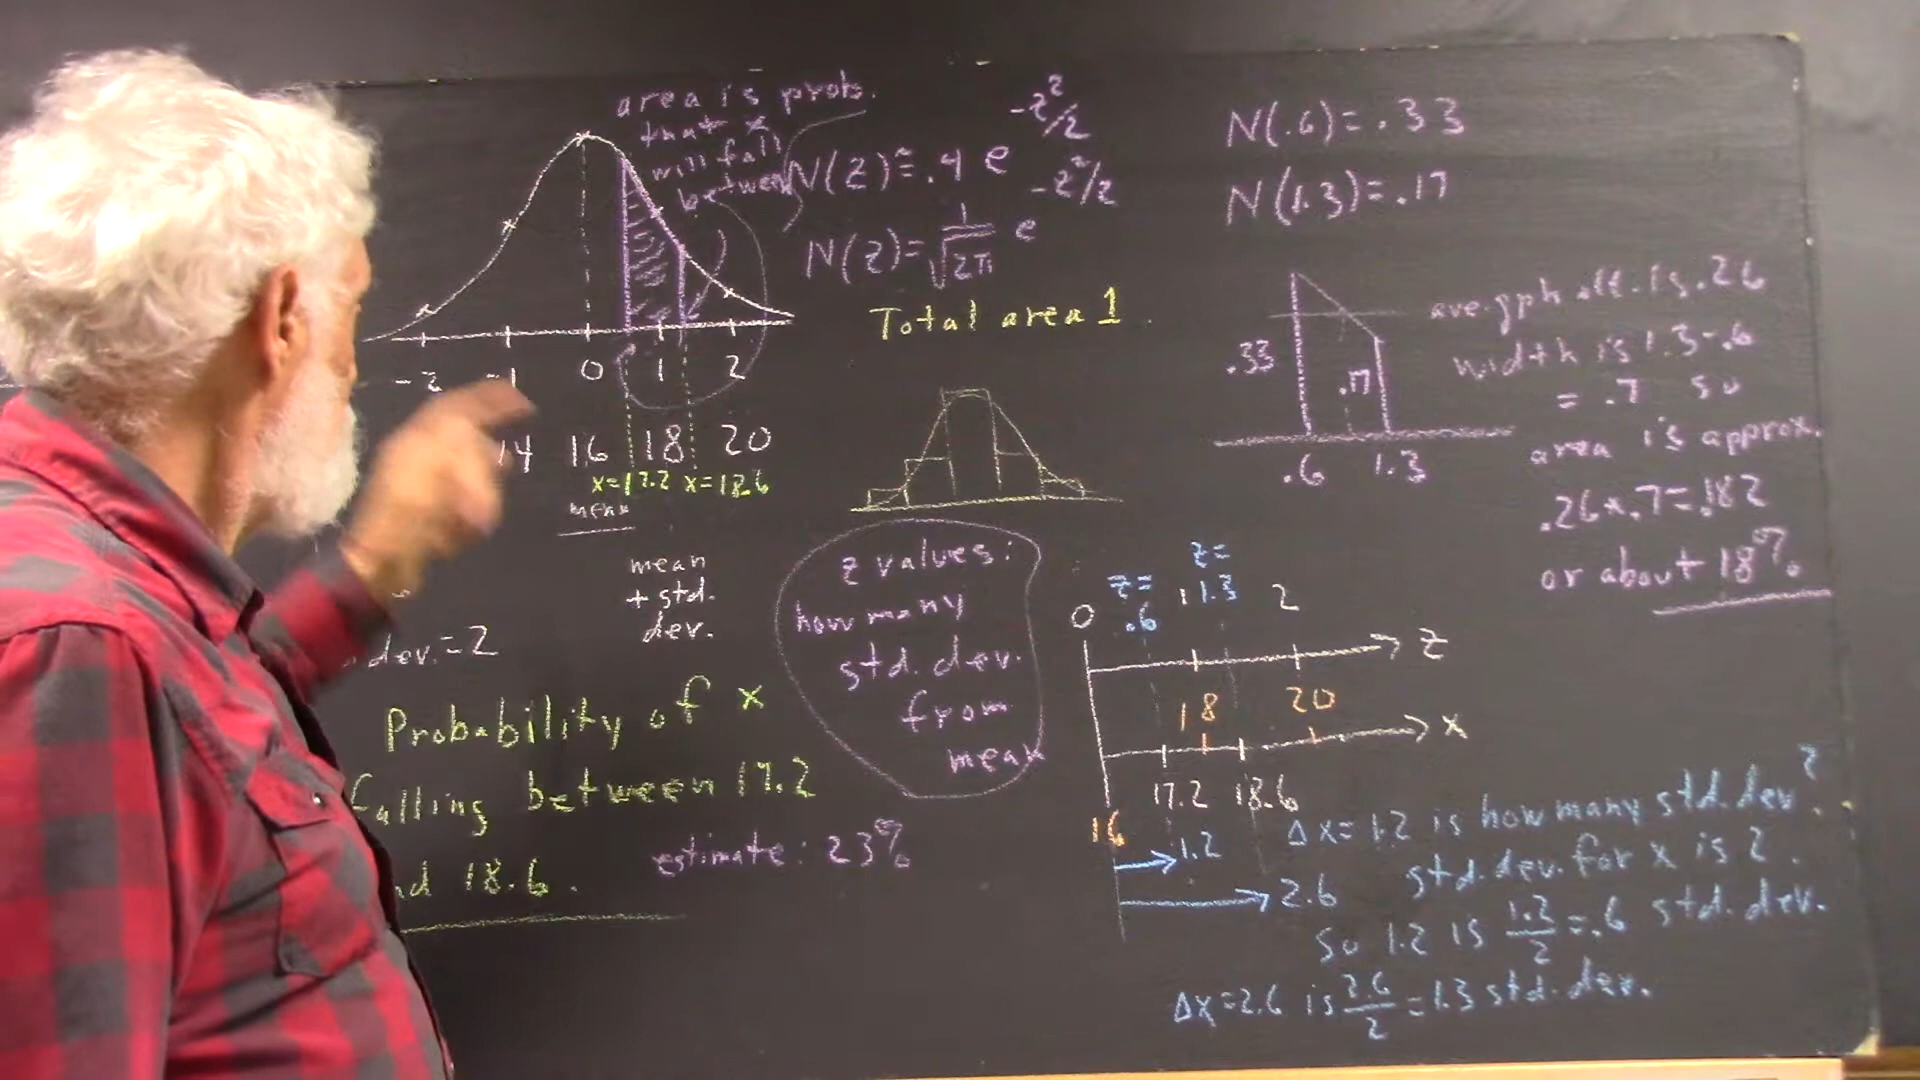 area is prob.
that x
will fall
between
-2 -1 0 1 2
14 16 18 20
x=17.2 x=18.6
mean
mean
+ std.
dev.
dev.=2
Probability of x
falling between 17.2
nd 18.6.
estimate: 23%
N(z)≅.4 e^-z²/2
N(z)=1/√2π e^-z²/2
Total area 1
z values:
how many
std. dev.
from
mean
N(.6)=.33
N(1.3)=.17
.33 .17
.6 1.3
ave. gph alt. is .26
width is 1.3-.6
= .7 so
area is approx.
.26x.7=.182
or about 18%
z= z=
0 .6 1 1.3 2
z
18 20
x
17.2 18.6
16
1.2
2.6
Δx=1.2 is how many std. dev?
std. dev. for x is 2.
so 1.2 is 1.2/2=.6 std. dev.
Δx=2.6 is 2.6/2=1.3 std. dev.